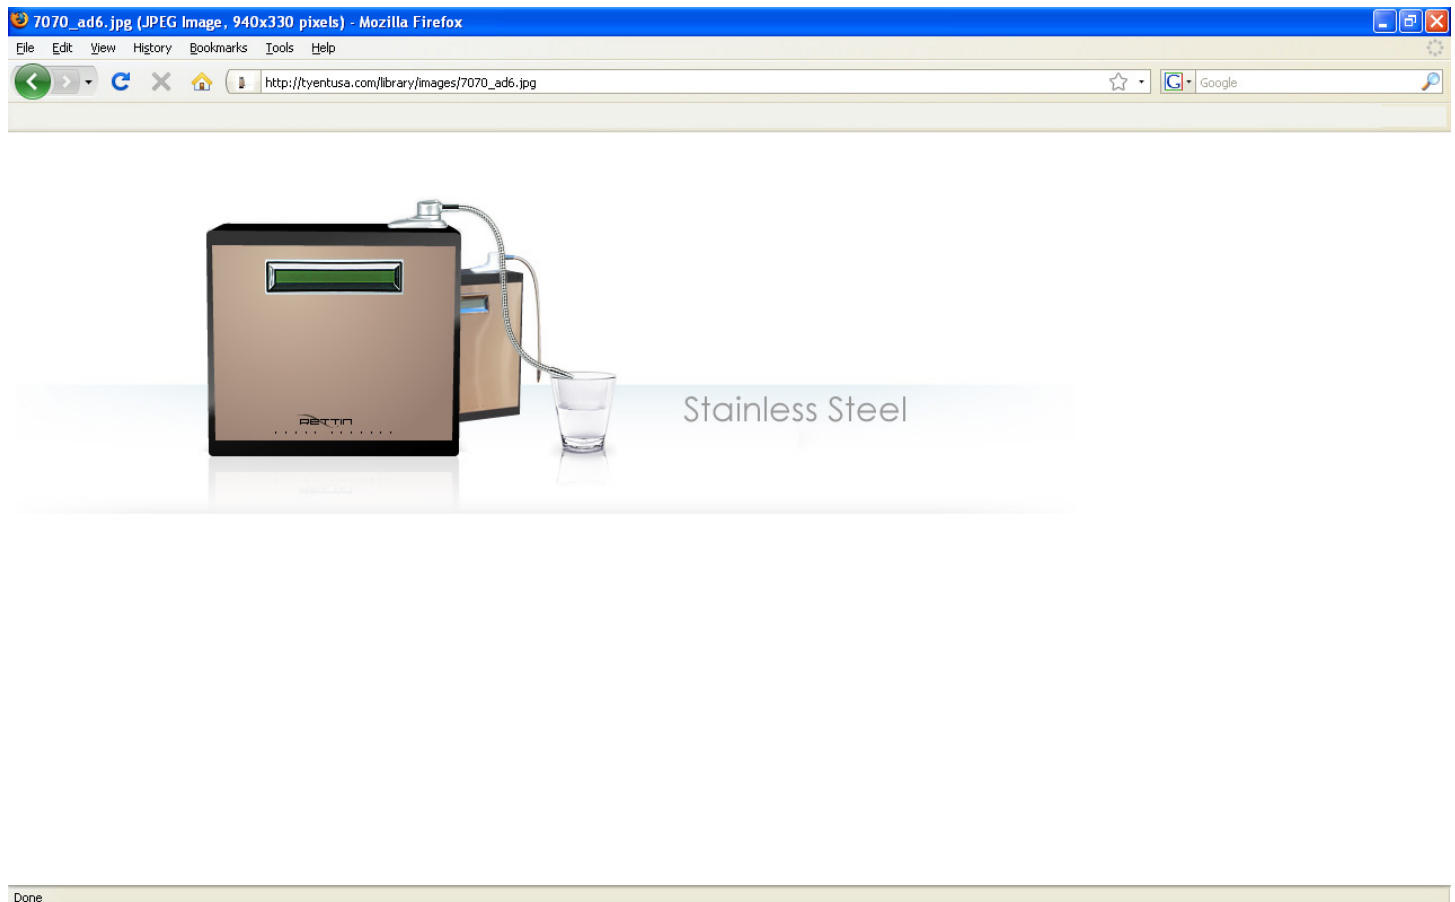 7070_ad6.jpg (JPEG Image, 940x330 pixels) - Mozilla Firefox
File Edit View History Bookmarks Tools Help
http://tyentusa.com/library/images/7070_ad6.jpg
Google
RETTIN
Stainless Steel
Done